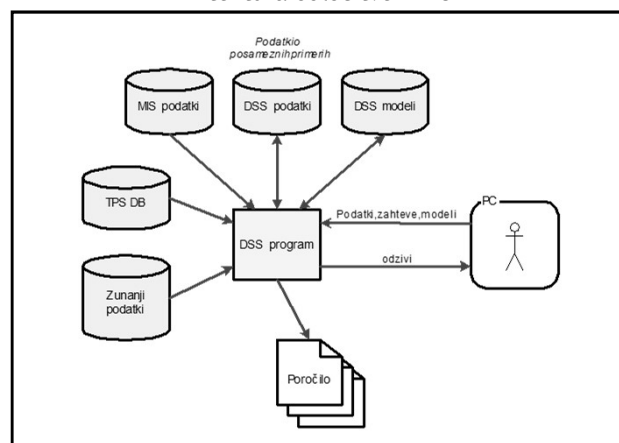 Podatkio
posameznihprimerih
MIS podatki
DSS podatki
DSS modeli
TPS DB
Podatki,zahteve,modeli
PC
DSS program
odzivi
Zunanji
podatki
Poročilo